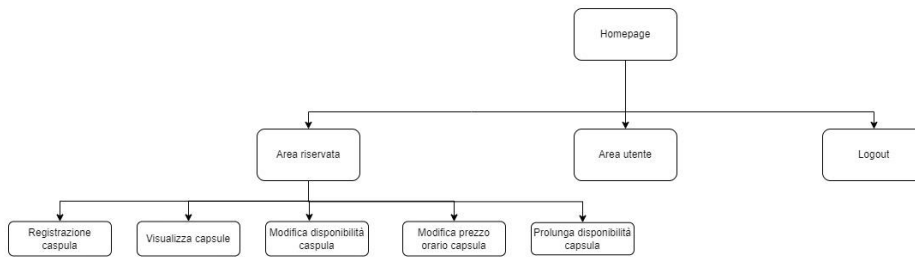 Homepage
Area riservata
Area utente
Logout
Registrazione
caspula
Visualizza capsule
Modifica disponibilità
caspula
Modifica prezzo
orario capsula
Prolunga disponibilità
capsula